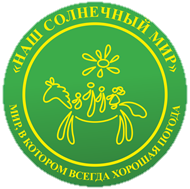 «НАШ СОЛНЕЧНЫЙ МИР»
МИР, В КОТОРОМ ВСЕГДА ХОРОШАЯ ПОГОДА